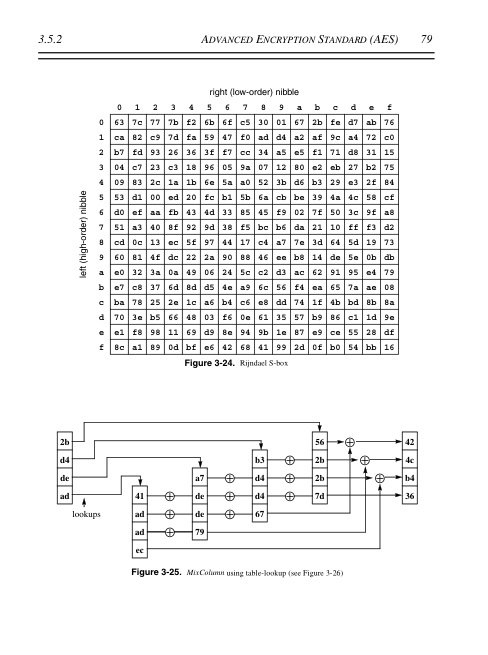 3.5.2 ADVANCED ENCRYPTION STANDARD (AES) 79
right (low-order) nibble
0 1 2 3 4 5 6 7 8 9 a b c d e f
left (high-order) nibble
0 63 7c 77 7b f2 6b 6f c5 30 01 67 2b fe d7 ab 76
1 ca 82 c9 7d fa 59 47 f0 ad d4 a2 af 9c a4 72 c0
2 b7 fd 93 26 36 3f f7 cc 34 a5 e5 f1 71 d8 31 15
3 04 c7 23 c3 18 96 05 9a 07 12 80 e2 eb 27 b2 75
4 09 83 2c 1a 1b 6e 5a a0 52 3b d6 b3 29 e3 2f 84
5 53 d1 00 ed 20 fc b1 5b 6a cb be 39 4a 4c 58 cf
6 d0 ef aa fb 43 4d 33 85 45 f9 02 7f 50 3c 9f a8
7 51 a3 40 8f 92 9d 38 f5 bc b6 da 21 10 ff f3 d2
8 cd 0c 13 ec 5f 97 44 17 c4 a7 7e 3d 64 5d 19 73
9 60 81 4f dc 22 2a 90 88 46 ee b8 14 de 5e 0b db
a e0 32 3a 0a 49 06 24 5c c2 d3 ac 62 91 95 e4 79
b e7 c8 37 6d 8d d5 4e a9 6c 56 f4 ea 65 7a ae 08
c ba 78 25 2e 1c a6 b4 c6 e8 dd 74 1f 4b bd 8b 8a
d 70 3e b5 66 48 03 f6 0e 61 35 57 b9 86 c1 1d 9e
e e1 f8 98 11 69 d9 8e 94 9b 1e 87 e9 ce 55 28 df
f 8c a1 89 0d bf e6 42 68 41 99 2d 0f b0 54 bb 16
Figure 3-24. Rijndael S-box
2b 56 42
d4 b3 2b 4c
de a7 d4 2b b4
ad 41 de d4 7d 36
lookups ad de 67
ad 79
ec
Figure 3-25. MixColumn using table-lookup (see Figure 3-26)